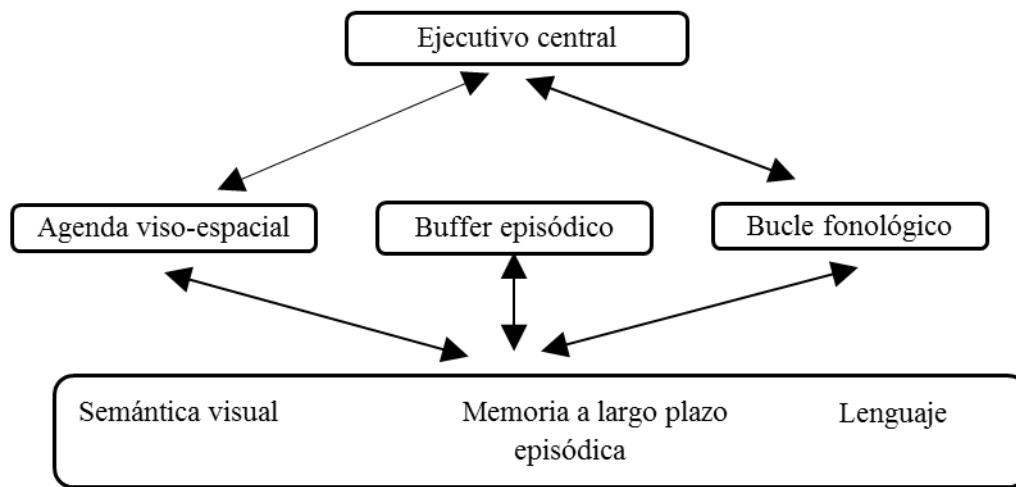 Ejecutivo central
Agenda viso-espacial
Buffer episódico
Bucle fonológico
Semántica visual
Memoria a largo plazo
episódica
Lenguaje